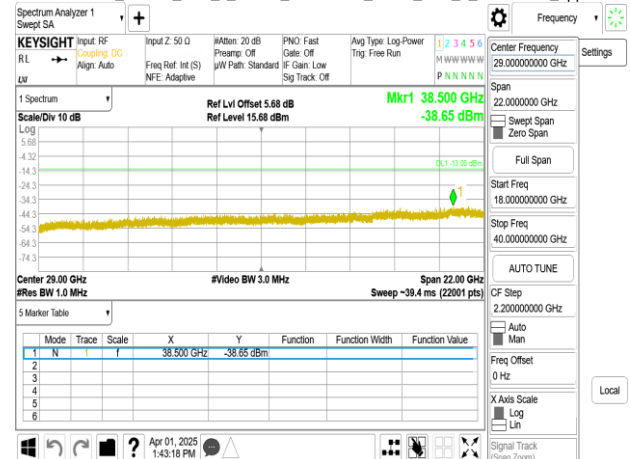 Spectrum Analyzer 1
Swept SA
+
Frequency
KEYSIGHT
RL
Input: RF
Coupling: DC
Align: Auto
Input Z: 50 Ω
Freq Ref: Int (S)
NFE: Adaptive
#Atten: 20 dB
Preamp: Off
µW Path: Standard
PNO: Fast
Gate: Off
IF Gain: Low
Sig Track: Off
Avg Type: Log-Power
Trig: Free Run
1 2 3 4 5 6
M W W W W W
P N N N N N
1 Spectrum
Scale/Div 10 dB
Ref Lvl Offset 5.68 dB
Ref Level 15.68 dBm
Mkr1 38.500 GHz
-38.65 dBm
Log
5.68
-4.32
-14.3
-24.3
-34.3
-44.3
-54.3
-64.3
-74.3
DL1 -13.00 dBm
1
Center 29.00 GHz
#Res BW 1.0 MHz
#Video BW 3.0 MHz
Span 22.00 GHz
Sweep ~39.4 ms (22001 pts)
5 Marker Table
Mode Trace Scale X Y Function Function Width Function Value
1 N 1 f 38.500 GHz -38.65 dBm
2
3
4
5
6
Apr 01, 2025
1:43:18 PM
Center Frequency
29.000000000 GHz
Settings
Span
22.0000000 GHz
Swept Span
Zero Span
Full Span
Start Freq
18.000000000 GHz
Stop Freq
40.000000000 GHz
AUTO TUNE
CF Step
2.200000000 GHz
Auto
Man
Freq Offset
0 Hz
X Axis Scale
Log
Lin
Local
Signal Track
(Span Zoom)